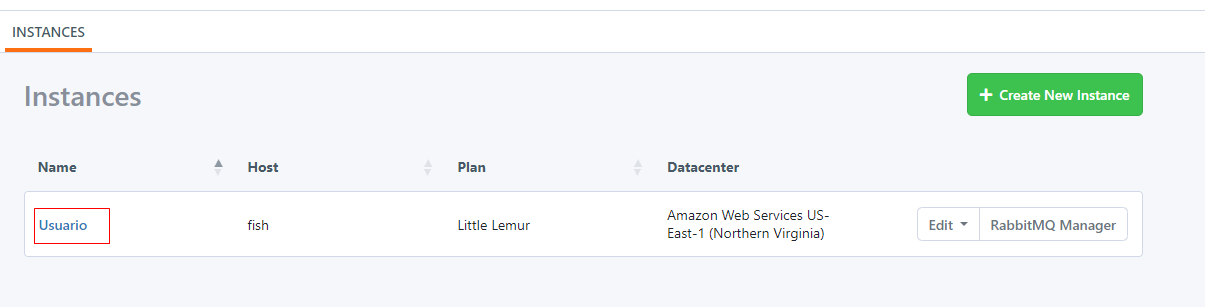 INSTANCES
Instances
+ Create New Instance
Name Host Plan Datacenter
Usuario fish Little Lemur Amazon Web Services US-
East-1 (Northern Virginia)
Edit RabbitMQ Manager